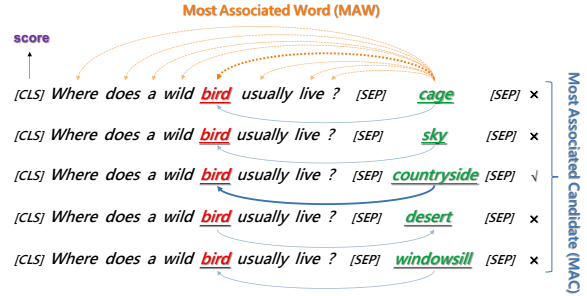 Most Associated Word (MAW)
score
[CLS] Where does a wild bird usually live ? [SEP] cage [SEP] ×
[CLS] Where does a wild bird usually live ? [SEP] sky [SEP] ×
[CLS] Where does a wild bird usually live ? [SEP] countryside [SEP] √
[CLS] Where does a wild bird usually live ? [SEP] desert [SEP] ×
[CLS] Where does a wild bird usually live ? [SEP] windowsill [SEP] ×
Most Associated Candidate (MAC)